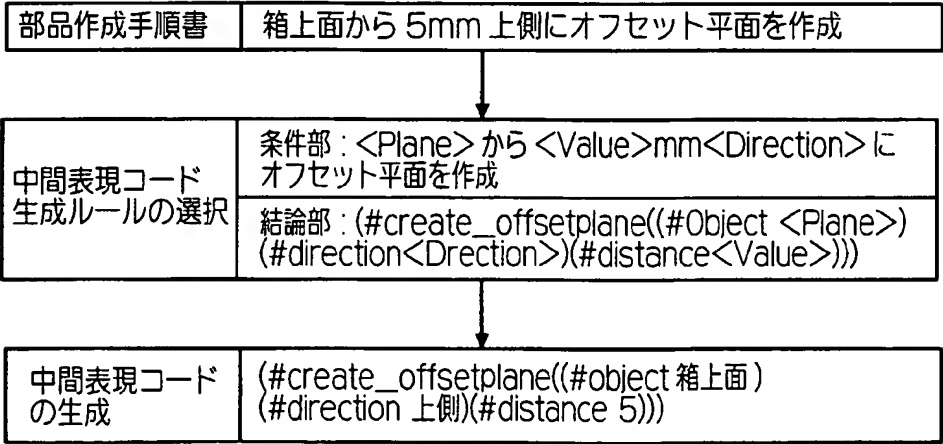 部品作成手順書
箱上面から 5mm 上側にオフセット平面を作成
中間表現コード
生成ルールの選択
条件部:<Plane> から <Value>mm<Direction> に
オフセット平面を作成
結論部:(#create__offsetplane((#Object <Plane>)
(#direction<Drection>)(#distance<Value>)))
中間表現コード
の生成
(#create__offsetplane((#object 箱上面)
(#direction 上側)(#distance 5)))